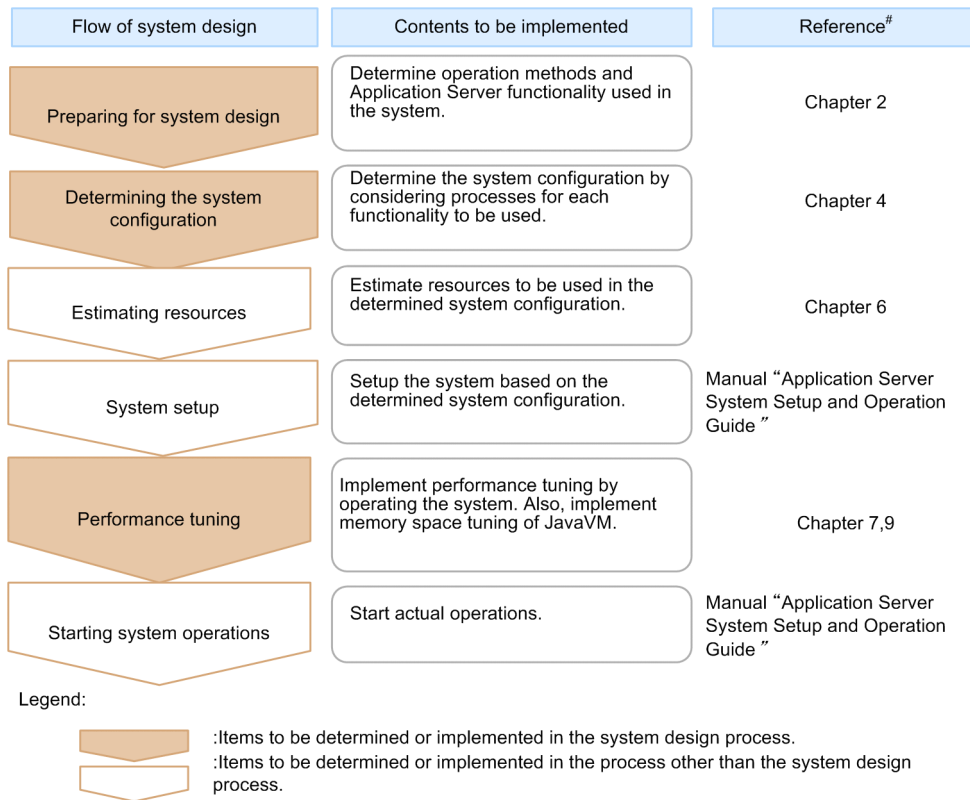 Flow of system design
Contents to be implemented
Reference#
Preparing for system design
Determine operation methods and
Application Server functionality used in
the system.
Chapter 2
Determining the system
configuration
Determine the system configuration by
considering processes for each
functionality to be used.
Chapter 4
Estimating resources
Estimate resources to be used in the
determined system configuration.
Chapter 6
System setup
Setup the system based on the
determined system configuration.
Manual “Application Server
System Setup and Operation
Guide ”
Performance tuning
Implement performance tuning by
operating the system. Also, implement
memory space tuning of JavaVM.
Chapter 7,9
Starting system operations
Start actual operations.
Manual “Application Server
System Setup and Operation
Guide ”
Legend:
:Items to be determined or implemented in the system design process.
:Items to be determined or implemented in the process other than the system design
process.